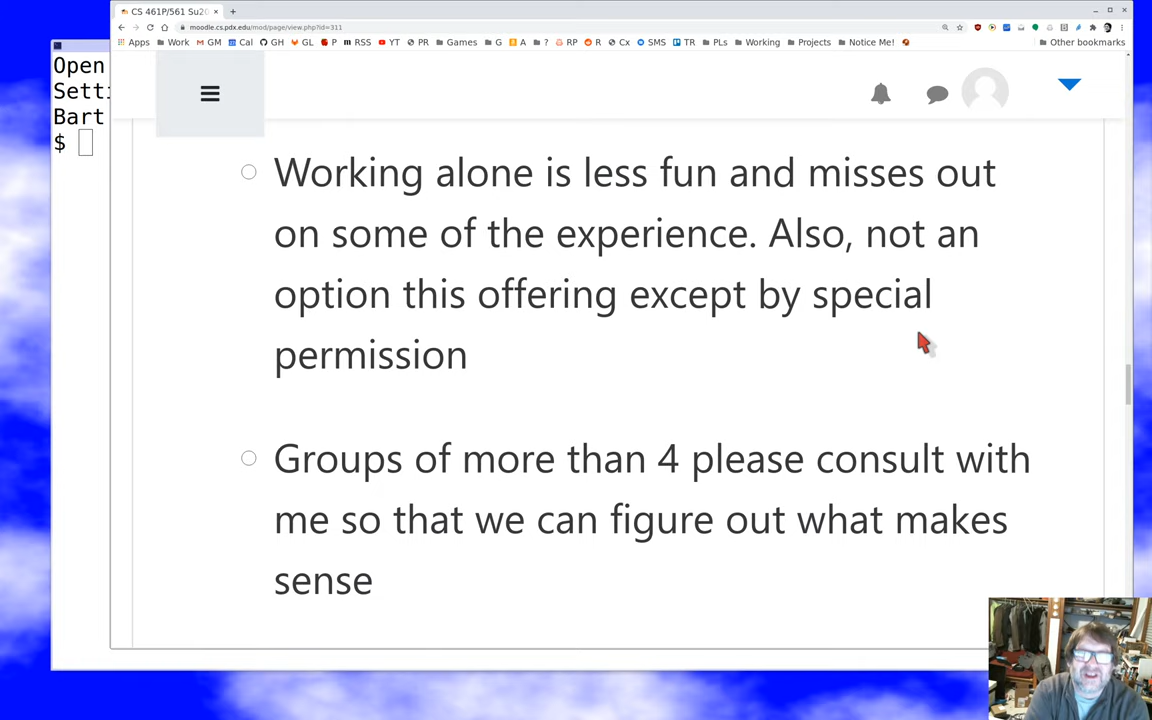 CS 461P/561 Su20
moodle.cs.pdx.edu/mod/page/view.php?id=311
Apps Work GM Cal GH GL P RSS YT PR Games G A ? RP R Cx SMS TR PLs Working Projects Notice Me! Other bookmarks
Open
Setti
Bart
$
Working alone is less fun and misses out
on some of the experience. Also, not an
option this offering except by special
permission
Groups of more than 4 please consult with
me so that we can figure out what makes
sense